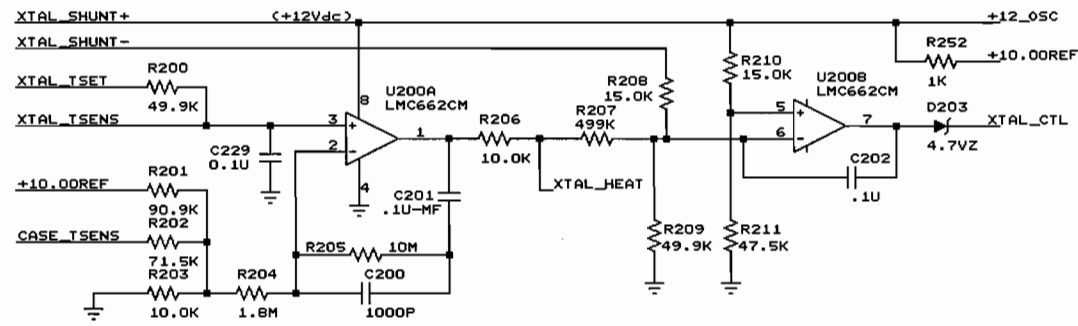 XTAL_SHUNT+ (+12Vdc) +12_OSC
XTAL_SHUNT-
R252
+10.00REF
1K
R210
15.0K
R208
15.0K
U200B
LMC662CM
XTAL_TSET
R200
49.9K
U200A
LMC662CM
8
R207
499K
D203
XTAL_CTL
4.7VZ
XTAL_TSENS
3
+
2
-
1
4
R206
10.0K
5
+
6
-
7
C229
0.1U
C202
.1U
+10.00REF
R201
90.9K
C201
.1U-MF
XTAL_HEAT
CASE_TSENS
R202
71.5K
R205
10M
R209
49.9K
R211
47.5K
R203
10.0K
R204
1.8M
C200
1000P